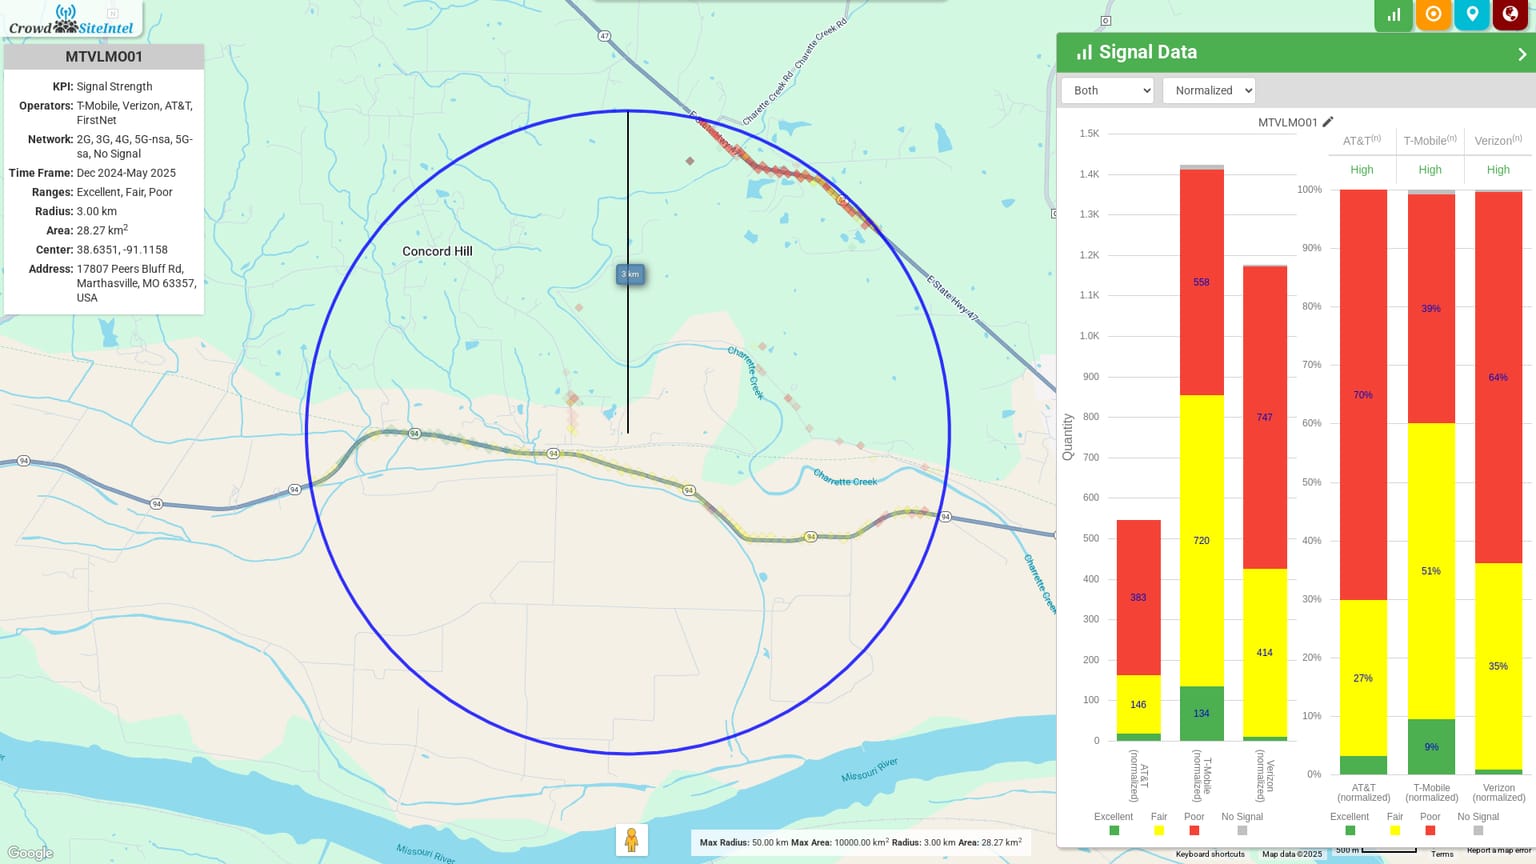 Crowd SiteIntel
MTVLMO01
KPI: Signal Strength
Operators: T-Mobile, Verizon, AT&T,
FirstNet
Network: 2G, 3G, 4G, 5G-nsa, 5G-
sa, No Signal
Time Frame: Dec 2024-May 2025
Ranges: Excellent, Fair, Poor
Radius: 3.00 km
Area: 28.27 km²
Center: 38.6351, -91.1158
Address: 17807 Peers Bluff Rd,
Marthasville, MO 63357,
USA
N
47
Charette Creek Rd
Charette Creek Rd
E State Hwy 47
Concord Hill
3 km
E State Hwy 47
Charrette Creek
Charrette Creek
Charrette Creek
94
94
94
94
94
94
94
94
Missouri River
Missouri River
Google
Max Radius: 50.00 km Max Area: 10000.00 km² Radius: 3.00 km Area: 28.27 km²
Signal Data
Both
Normalized
MTVLMO01
Quantity
1.5K
1.4K
1.3K
1.2K
1.1K
1.0K
900
800
700
600
500
400
300
200
100
0
383
146
558
720
134
747
414
AT&T
(normalized)
T-Mobile
(normalized)
Verizon
(normalized)
Excellent Fair Poor No Signal
AT&T(n) T-Mobile(n) Verizon(n)
High High High
100%
90%
80%
70%
60%
50%
40%
30%
20%
10%
0%
70%
27%
39%
51%
9%
64%
35%
AT&T
(normalized)
T-Mobile
(normalized)
Verizon
(normalized)
Excellent Fair Poor No Signal
Keyboard shortcuts Map data ©2025 500 m Terms Report a map error